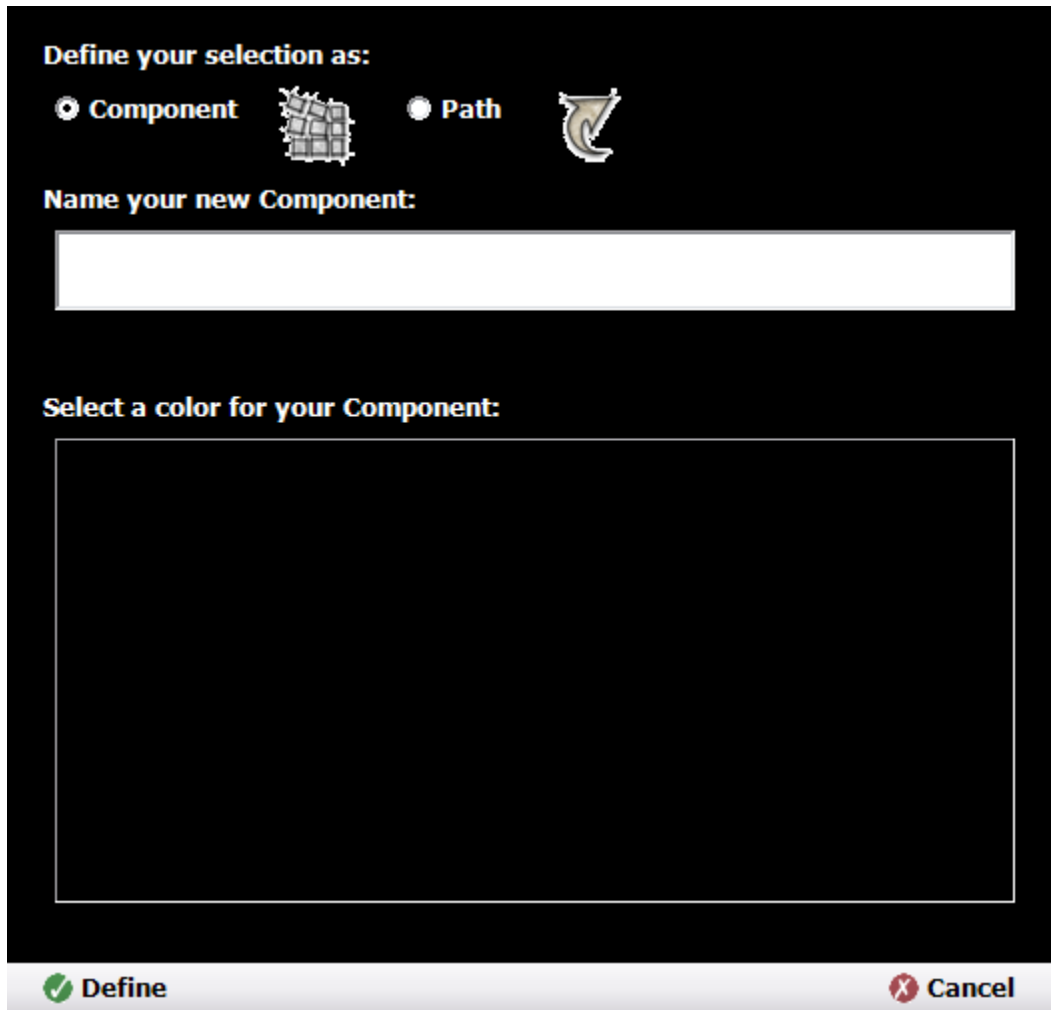 Define your selection as:
Component Path
Name your new Component:
Select a color for your Component:
Define Cancel